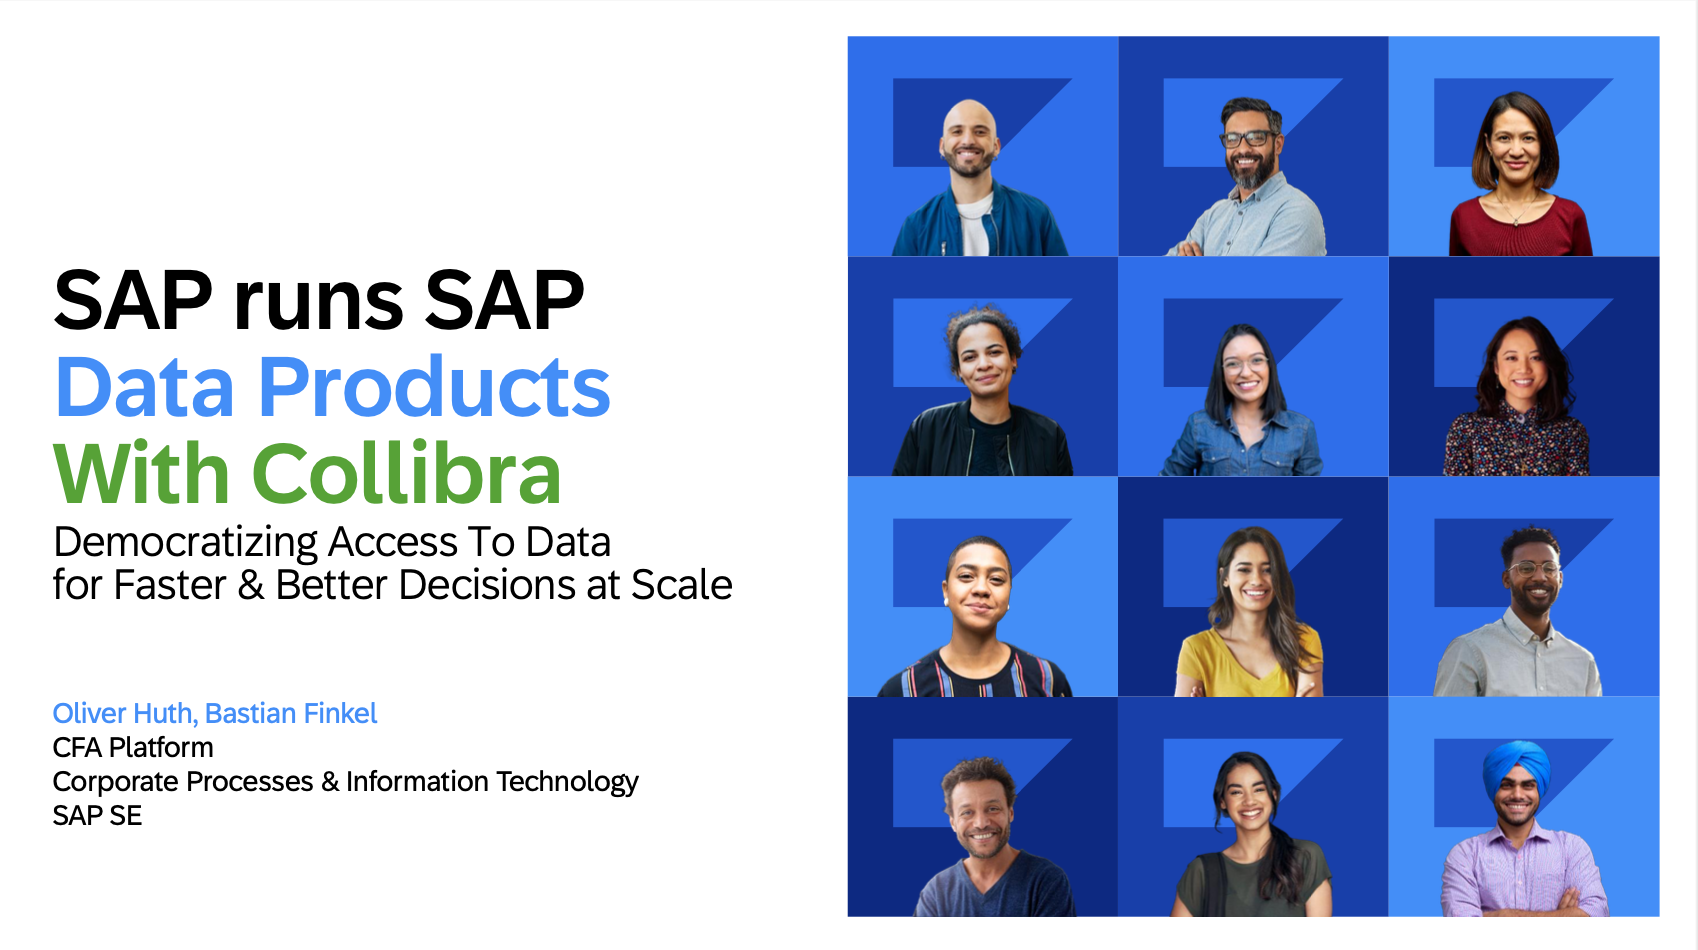 SAP runs SAP
Data Products
With Collibra
Democratizing Access To Data
for Faster & Better Decisions at Scale
Oliver Huth, Bastian Finkel
CFA Platform
Corporate Processes & Information Technology
SAP SE